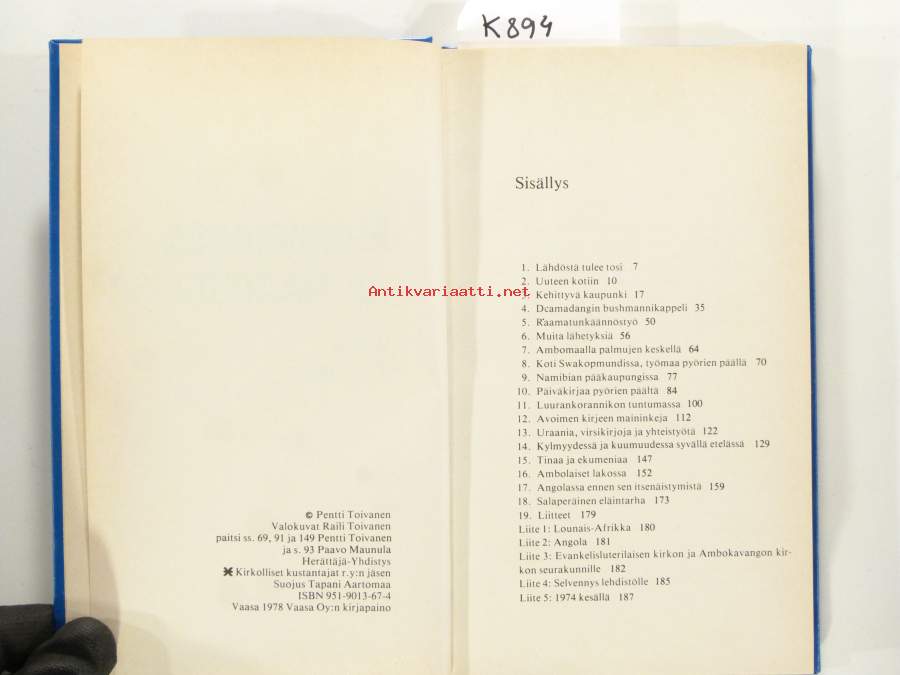 K894
© Pentti Toivanen
Valokuvat Raili Toivanen
paitsi ss. 69, 91 ja 149 Pentti Toivanen
ja s. 93 Paavo Maunula
Herättäjä-Yhdistys
Kirkolliset kustantajat r.y:n jäsen
Suojus Tapani Aartomaa
ISBN 951-9013-67-4
Vaasa 1978 Vaasa Oy:n kirjapaino
Antikvariaatti.net
Sisällys
1. Lähdöstä tulee tosi 7
2. Uuteen kotiin 10
3. Kehittyvä kaupunki 17
4. Dcamadangin bushmannikappeli 35
5. Raamatunkäännöstyö 50
6. Muita lähetyksiä 56
7. Ambomaalla palmujen keskellä 64
8. Koti Swakopmundissa, työmaa pyörien päällä 70
9. Namibian pääkaupungissa 77
10. Päiväkirjaa pyörien päältä 84
11. Luurankorannikon tuntumassa 100
12. Avoimen kirjeen maininkeja 112
13. Uraania, virsikirjoja ja yhteistyötä 122
14. Kylmyydessä ja kuumuudessa syvällä etelässä 129
15. Tinaa ja ekumeniaa 147
16. Ambolaiset lakossa 152
17. Angolassa ennen sen itsenäistymistä 159
18. Salaperäinen eläintarha 173
19. Liitteet 179
Liite 1: Lounais-Afrikka 180
Liite 2: Angola 181
Liite 3: Evankelisluterilaisen kirkon ja Ambokavangon kir-
kon seurakunnille 182
Liite 4: Selvennys lehdistölle 185
Liite 5: 1974 kesällä 187